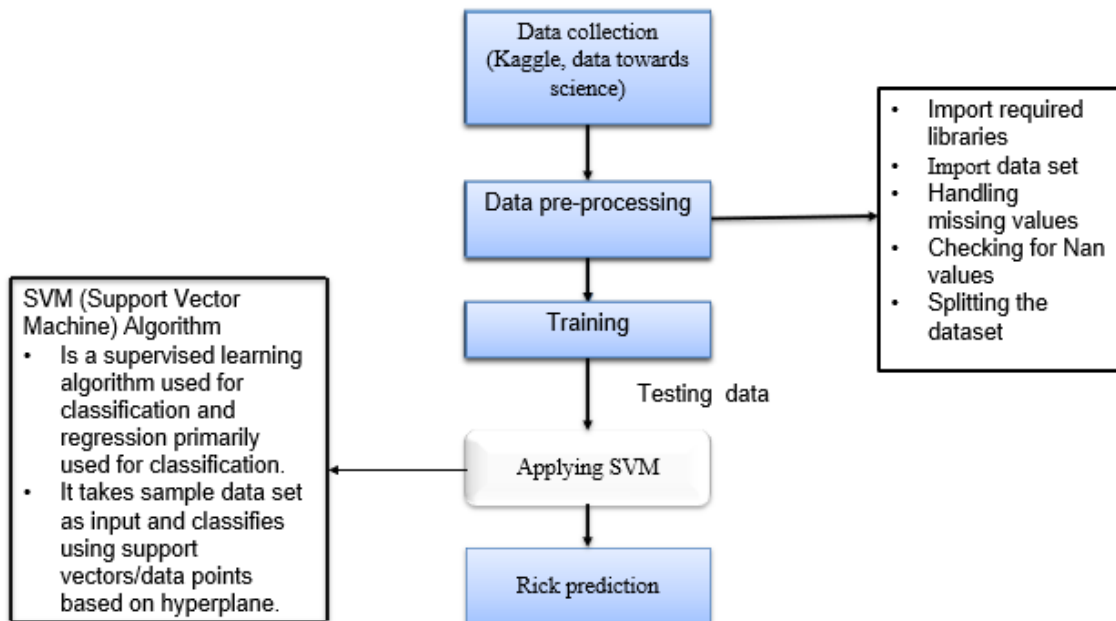 Data collection
(Kaggle, data towards
science)
Data pre-processing
• Import required
libraries
• Import data set
• Handling
missing values
• Checking for Nan
values
• Splitting the
dataset
Training
Testing data
Applying SVM
SVM (Support Vector
Machine) Algorithm
• Is a supervised learning
algorithm used for
classification and
regression primarily
used for classification.
• It takes sample data set
as input and classifies
using support
vectors/data points
based on hyperplane.
Rick prediction